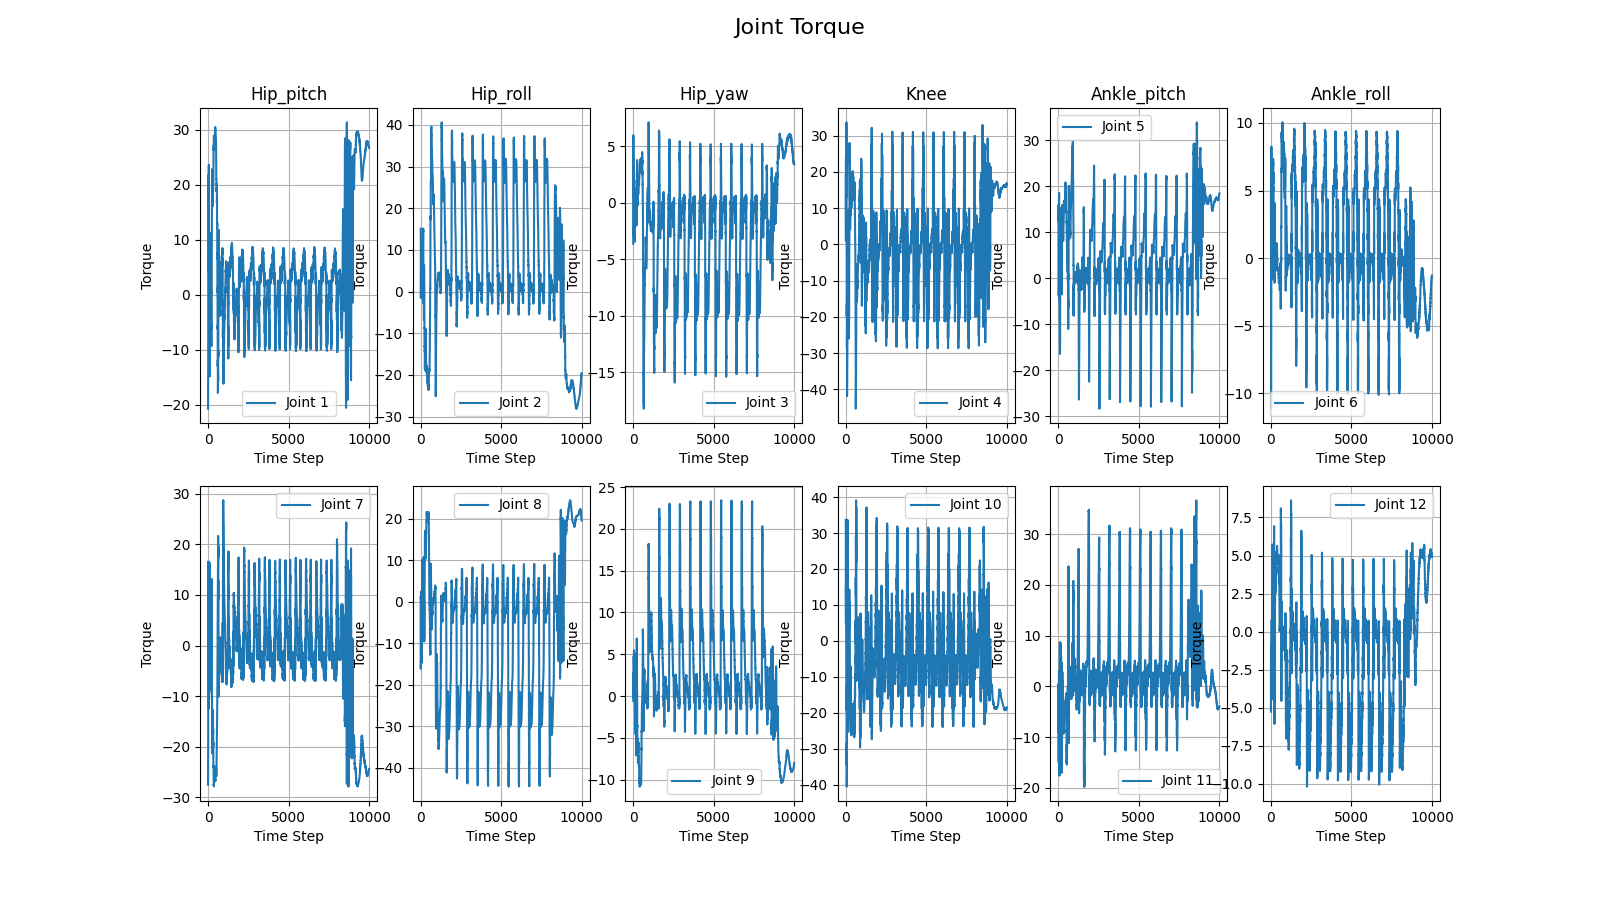 Joint Torque
Hip_pitch Hip_roll Hip_yaw Knee Ankle_pitch Ankle_roll
Torque Torque Torque Torque Torque Torque
30 20 10 0 −10 −20
Joint 1
0 5000 10000
Time Step
40 30 20 10 0 −10 −20 −30
Joint 2
0 5000 10000
Time Step
5 0 −5 −10 −15
Joint 3
0 5000 10000
Time Step
30 20 10 0 −10 −20 −30 −40
Joint 4
0 5000 10000
Time Step
30 20 10 0 −10 −20 −30
Joint 5
0 5000 10000
Time Step
10 5 0 −5 −10
Joint 6
0 5000 10000
Time Step
Torque Torque Torque Torque Torque Torque
30 20 10 0 −10 −20 −30
Joint 7
0 5000 10000
Time Step
20 10 0 −10 −20 −30 −40
Joint 8
0 5000 10000
Time Step
25 20 15 10 5 0 −5 −10
Joint 9
0 5000 10000
Time Step
40 30 20 10 0 −10 −20 −30 −40
Joint 10
0 5000 10000
Time Step
30 20 10 0 −10 −20
Joint 11
0 5000 10000
Time Step
7.5 5.0 2.5 0.0 −2.5 −5.0 −7.5 −10.0
Joint 12
0 5000 10000
Time Step